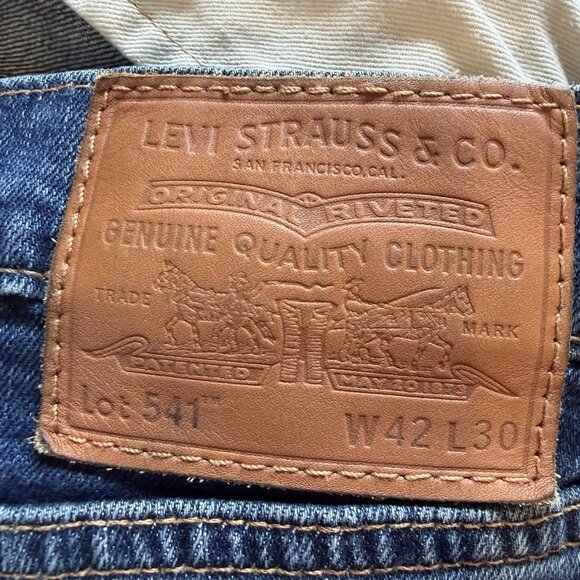 LEVI STRAUSS & CO.
SAN FRANCISCO, CAL.
ORIGINAL RIVETED
GENUINE QUALITY CLOTHING
TRADE MARK
PATENTED MAY 20 1873
Lot 541™ W42 L30